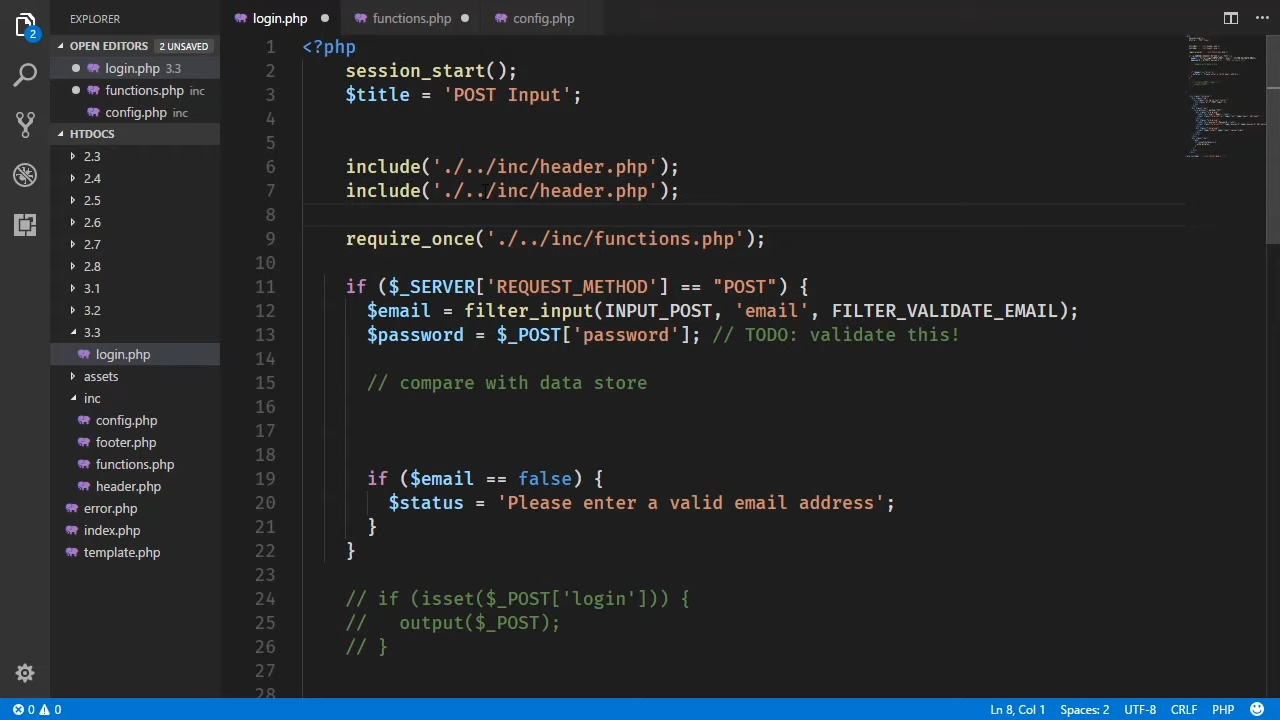 EXPLORER
login.php
functions.php
config.php
2
OPEN EDITORS 2 UNSAVED
login.php 3.3
functions.php inc
config.php inc
HTDOCS
2.3
2.4
2.5
2.6
2.7
2.8
3.1
3.2
3.3
login.php
assets
inc
config.php
footer.php
functions.php
header.php
error.php
index.php
template.php
1 <?php
2 session_start();
3 $title = 'POST Input';
4
5
6 include('./../inc/header.php');
7 include('./../inc/header.php');
8
9 require_once('./../inc/functions.php');
10
11 if ($_SERVER['REQUEST_METHOD'] == "POST") {
12 $email = filter_input(INPUT_POST, 'email', FILTER_VALIDATE_EMAIL);
13 $password = $_POST['password']; // TODO: validate this!
14
15 // compare with data store
16
17
18
19 if ($email == false) {
20 $status = 'Please enter a valid email address';
21 }
22 }
23
24 // if (isset($_POST['login'])) {
25 // output($_POST);
26 // }
27
28
0 0
Ln 8, Col 1 Spaces: 2 UTF-8 CRLF PHP